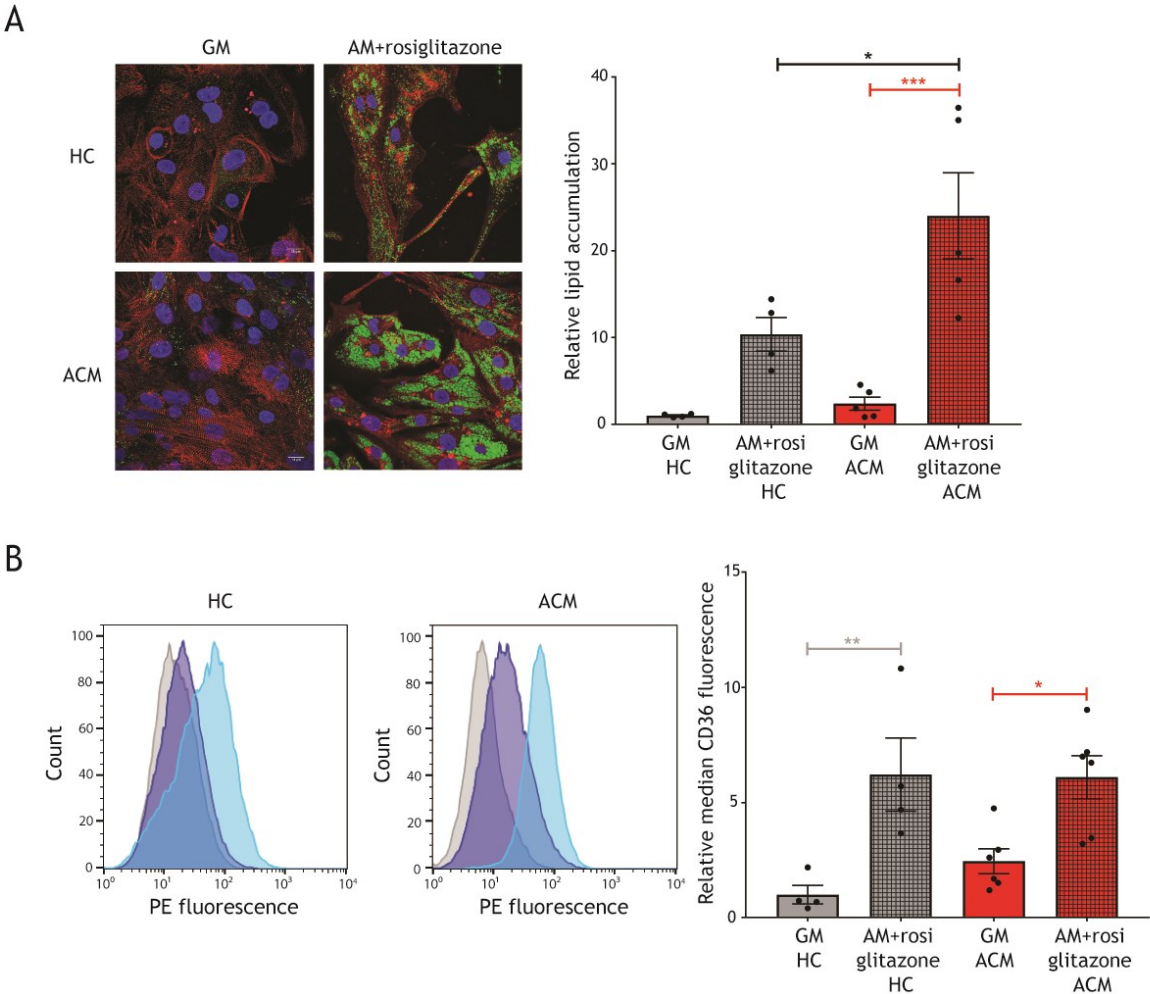 A
GM
AM+rosiglitazone
HC
ACM
Relative lipid accumulation
40
30
20
10
0
*
***
GM
HC
AM+rosi
glitazone
HC
GM
ACM
AM+rosi
glitazone
ACM
B
HC
Count
100
80
60
40
20
0
10⁰
10¹
10²
10³
10⁴
PE fluorescence
ACM
Count
100
80
60
40
20
0
10⁰
10¹
10²
10³
10⁴
PE fluorescence
Relative median CD36 fluorescence
15
10
5
0
**
*
GM
HC
AM+rosi
glitazone
HC
GM
ACM
AM+rosi
glitazone
ACM